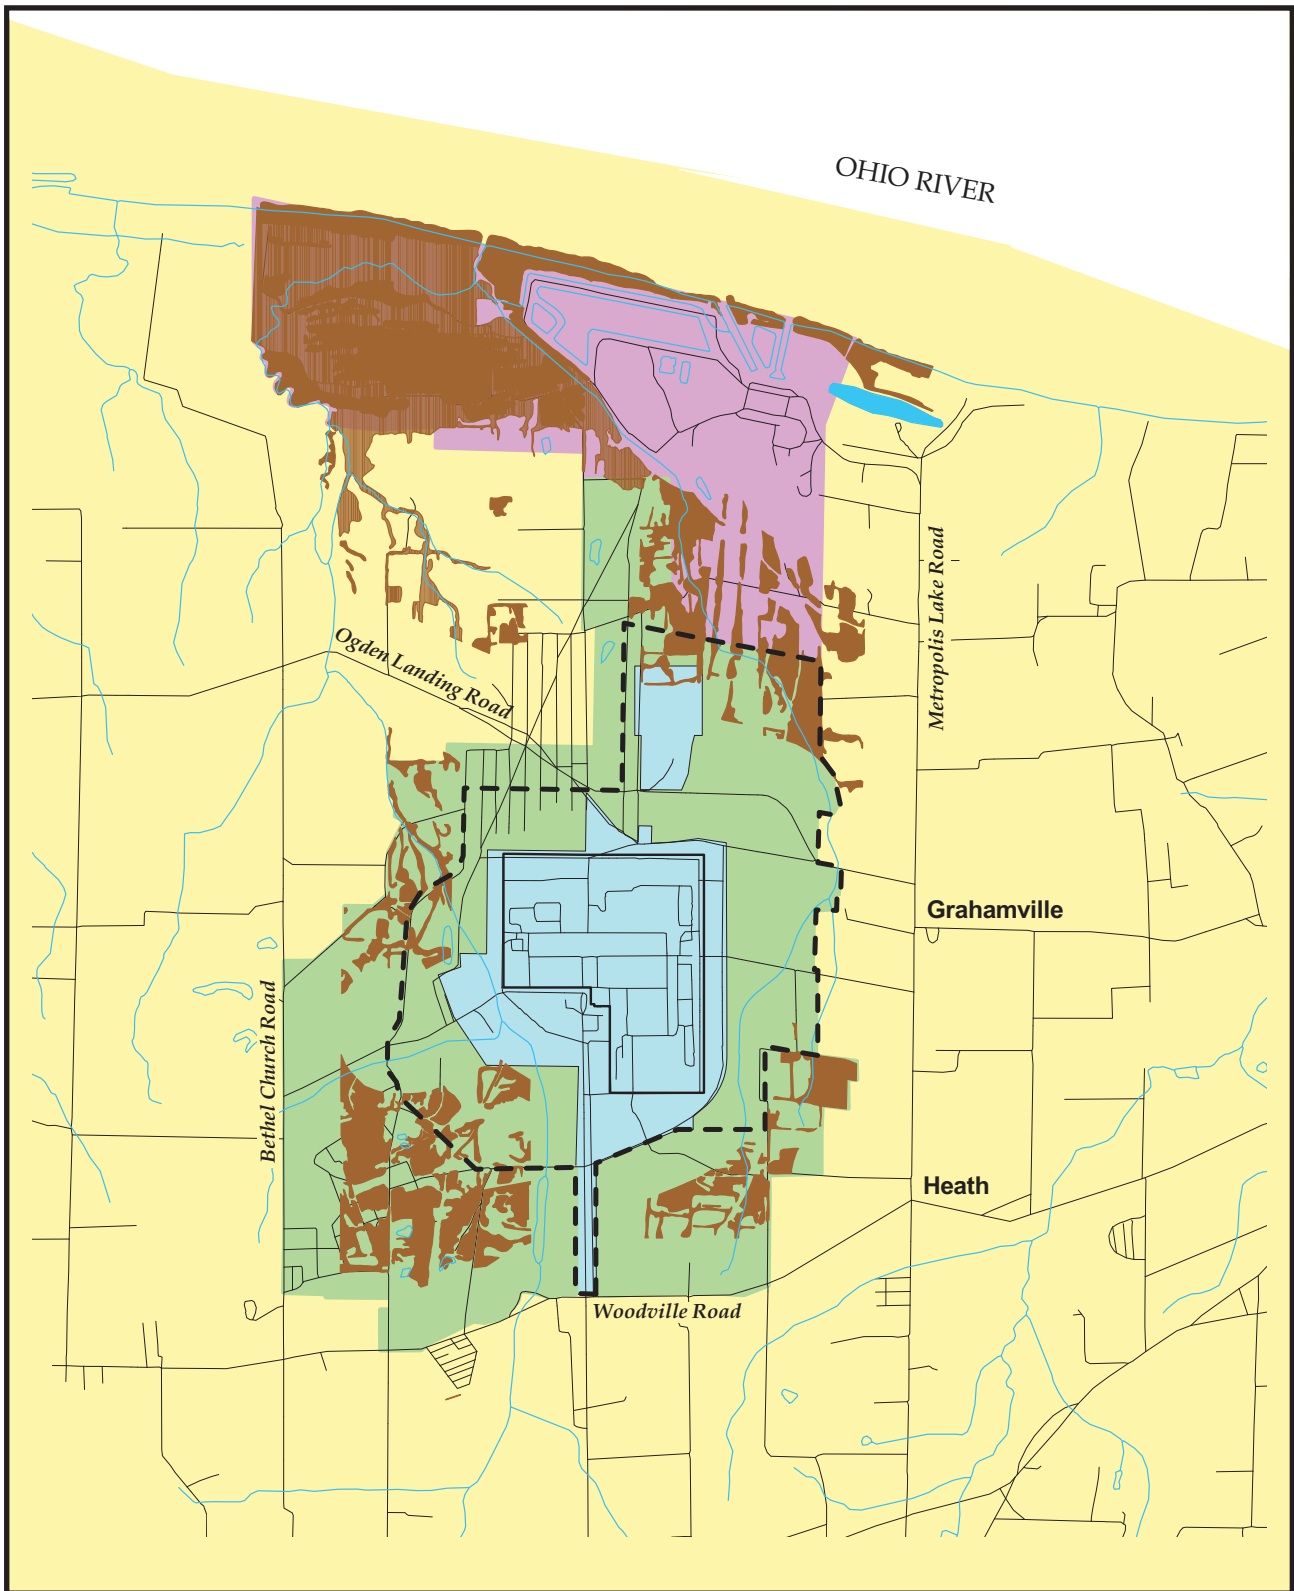 OHIO RIVER
Metropolis Lake Road
Ogden Landing Road
Grahamville
Bethel Church Road
Heath
Woodville Road